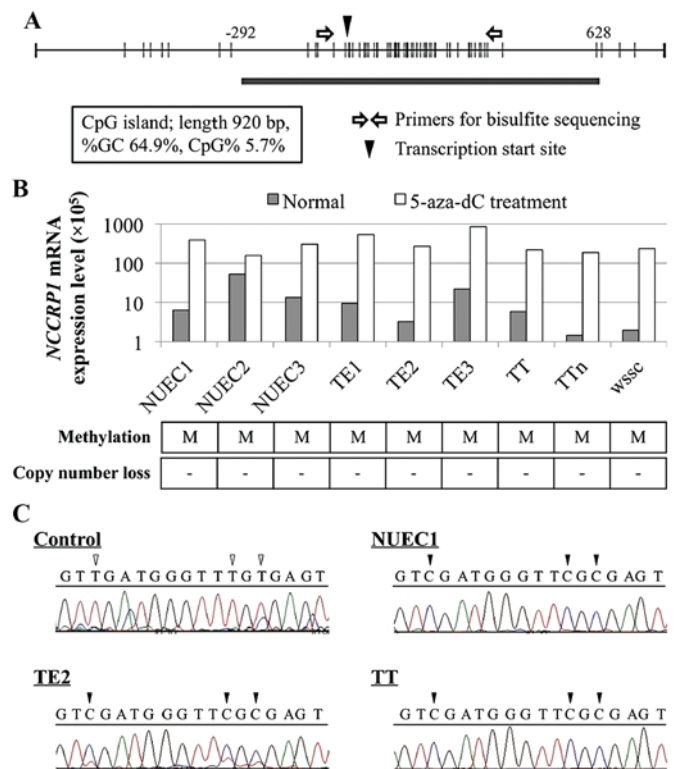 A
-292
628
CpG island; length 920 bp,
%GC 64.9%, CpG% 5.7%
Primers for bisulfite sequencing
Transcription start site
B
Normal
5-aza-dC treatment
NCCRP1 mRNA
expression level (×10⁵)
1000
100
10
1
NUEC1
NUEC2
NUEC3
TE1
TE2
TE3
TT
TTn
wssc
Methylation M M M M M M M M M
Copy number loss - - - - - - - - -
C
Control
G T T G A T G G G T T T G T G A G T
NUEC1
G T C G A T G G G T T C G C G A G T
TE2
G T C G A T G G G T T C G C G A G T
TT
G T C G A T G G G T T C G C G A G T